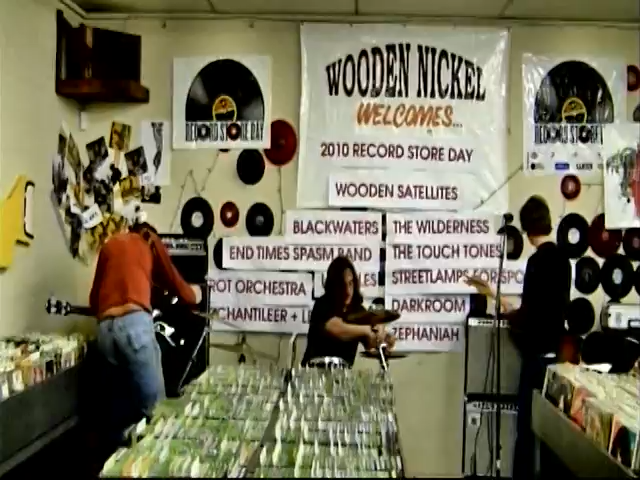 WOODEN NICKEL
WELCOMES...
2010 RECORD STORE DAY
WOODEN SATELLITES
BLACKWATERS
THE WILDERNESS
END TIMES SPASM BAND
THE TOUCH TONES
ROT ORCHESTRA
LES
STREETLAMPS FOR SPO
CHANTILEER + L
DARKROOM
ZEPHANIAH
RECORD STORE DAY
RECORD STORE